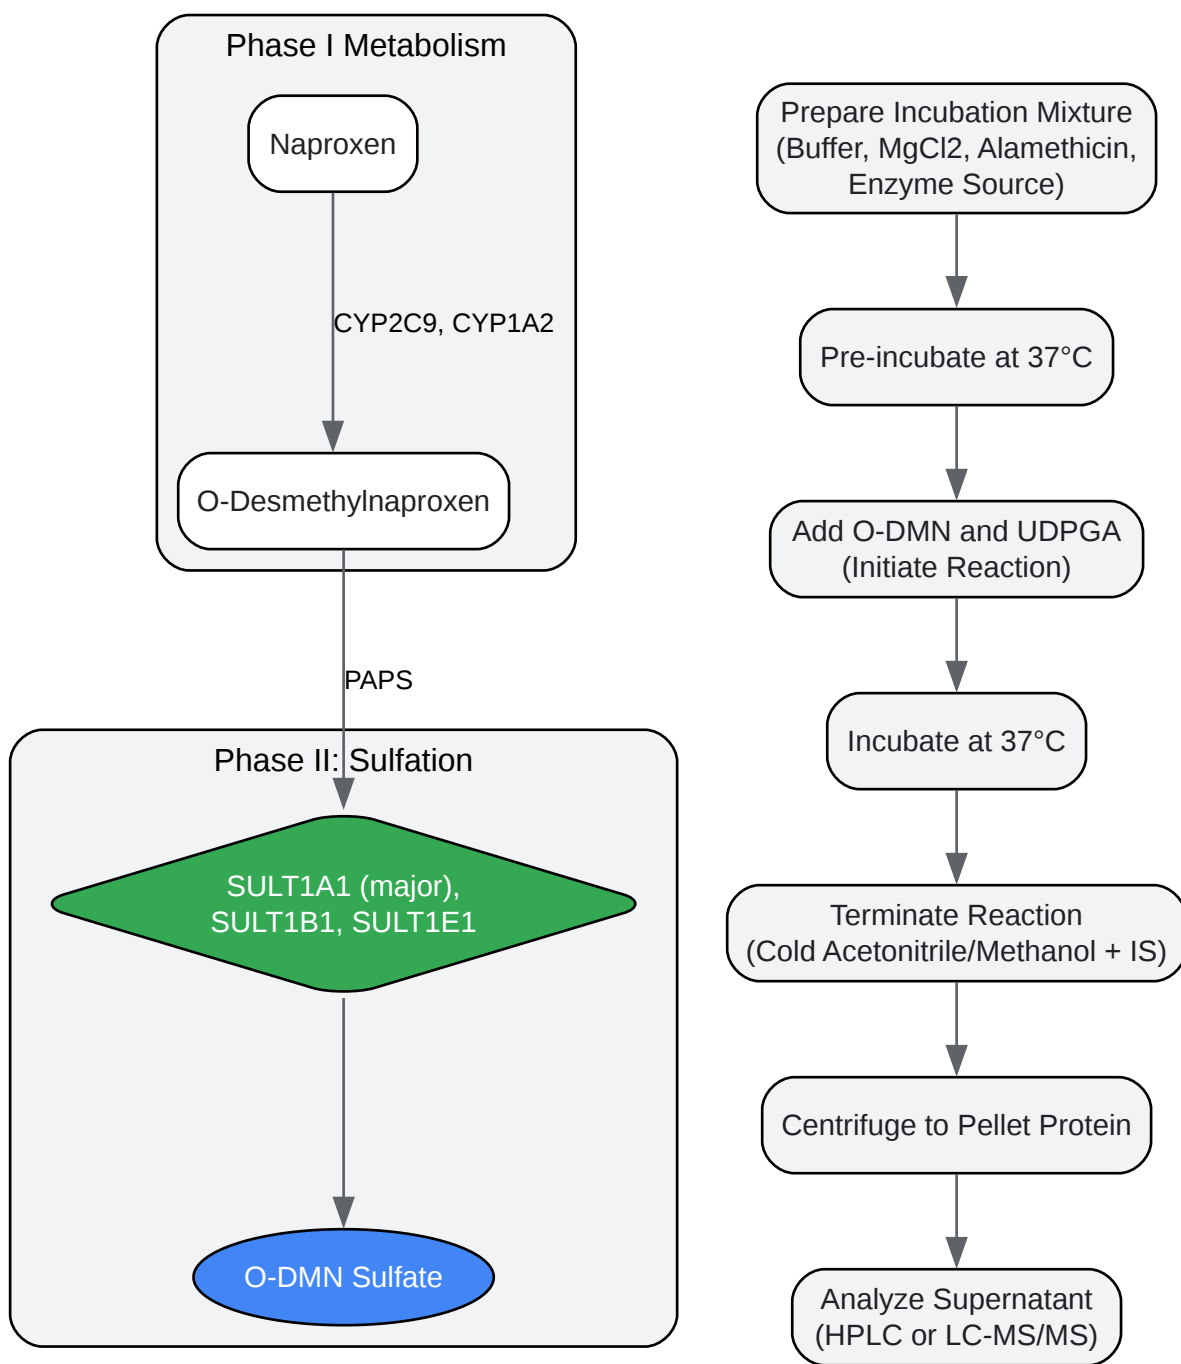 Phase I Metabolism
Naproxen
CYP2C9, CYP1A2
O-Desmethylnaproxen
PAPS
Phase II: Sulfation
SULT1A1 (major),
SULT1B1, SULT1E1
O-DMN Sulfate
Prepare Incubation Mixture
(Buffer, MgCl2, Alamethicin,
Enzyme Source)
Pre-incubate at 37°C
Add O-DMN and UDPGA
(Initiate Reaction)
Incubate at 37°C
Terminate Reaction
(Cold Acetonitrile/Methanol + IS)
Centrifuge to Pellet Protein
Analyze Supernatant
(HPLC or LC-MS/MS)